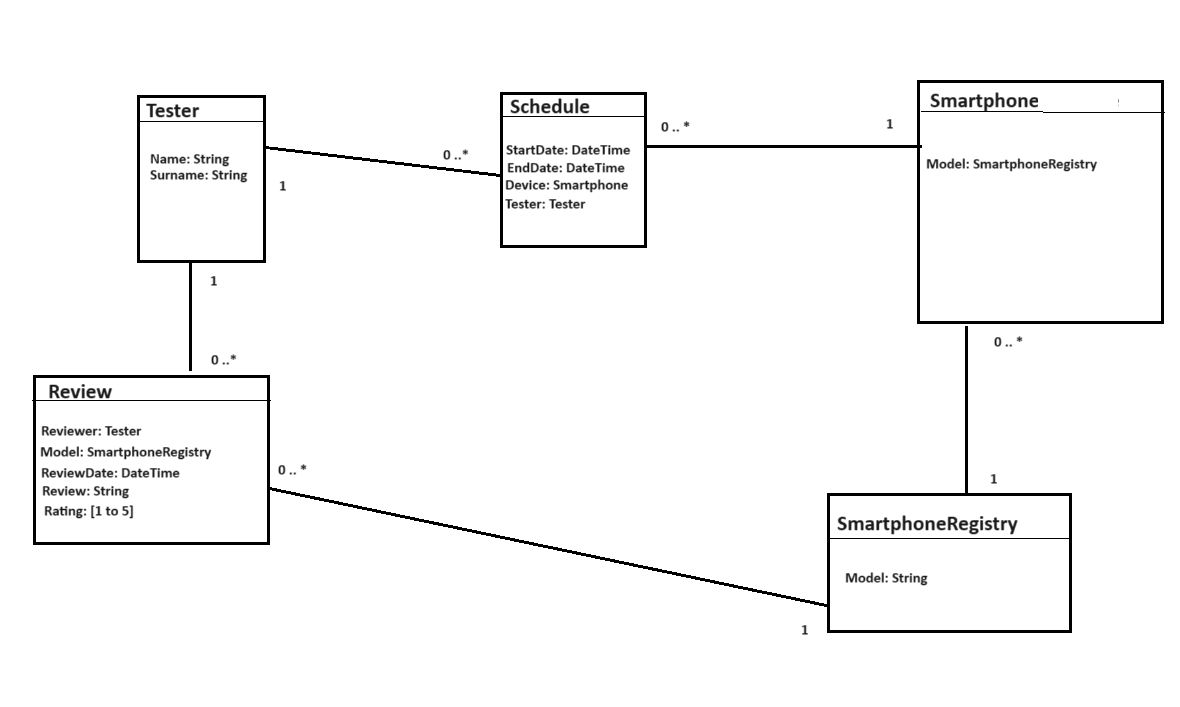 Tester
Name: String
Surname: String
1
0 ..*
Schedule
StartDate: DateTime
EndDate: DateTime
Device: Smartphone
Tester: Tester
0 .. *
1
Smartphone
Model: SmartphoneRegistry
1
0 ..*
Review
Reviewer: Tester
Model: SmartphoneRegistry
ReviewDate: DateTime
Review: String
Rating: [1 to 5]
0 .. *
1
0 .. *
1
SmartphoneRegistry
Model: String